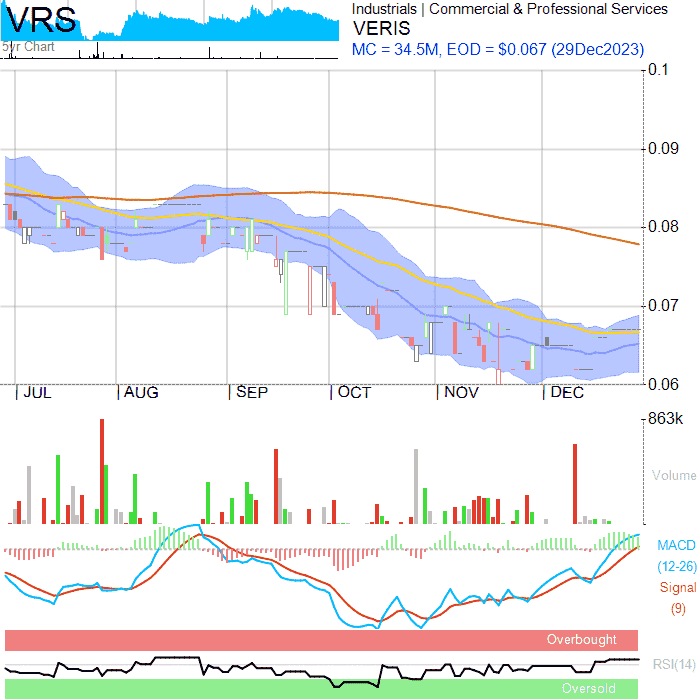 VRS
5yr Chart
Industrials | Commercial & Professional Services
VERIS
MC = 34.5M, EOD = $0.067 (29Dec2023)
0.1
0.09
0.08
0.07
0.06
JUL AUG SEP OCT NOV DEC
863k
Volume
MACD
(12-26)
Signal
(9)
Overbought
RSI(14)
Oversold